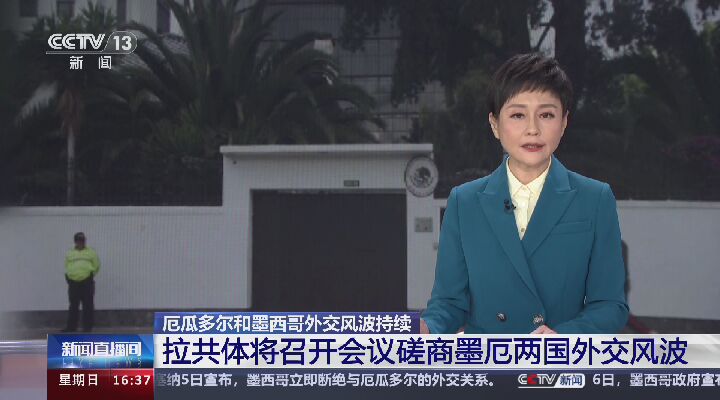 CCTV 13
新闻
厄瓜多尔和墨西哥外交风波持续
新闻直播间
拉共体将召开会议磋商墨厄两国外交风波
星期日 16:37 塞纳5日宣布，墨西哥立即断绝与厄瓜多尔的外交关系。 CCTV 新闻 6日，墨西哥政府宣布